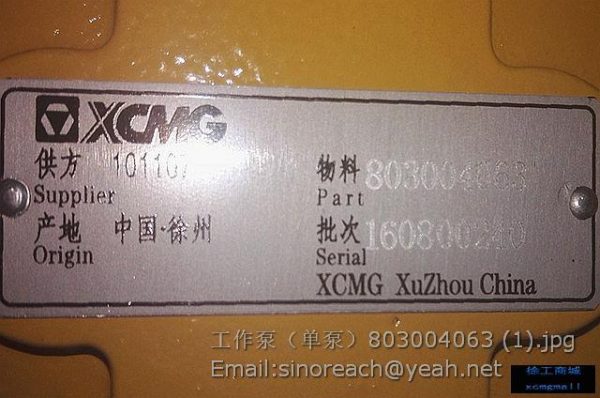 XCMG
供方 101107
Supplier
物料 803004063
Part
产地 中国·徐州
Origin
批次 160800240
Serial
XCMG XuZhou China
工作泵（单泵）803004063 (1).jpg
Email:sinoreach@yeah.net
徐工商城
xcmgmall